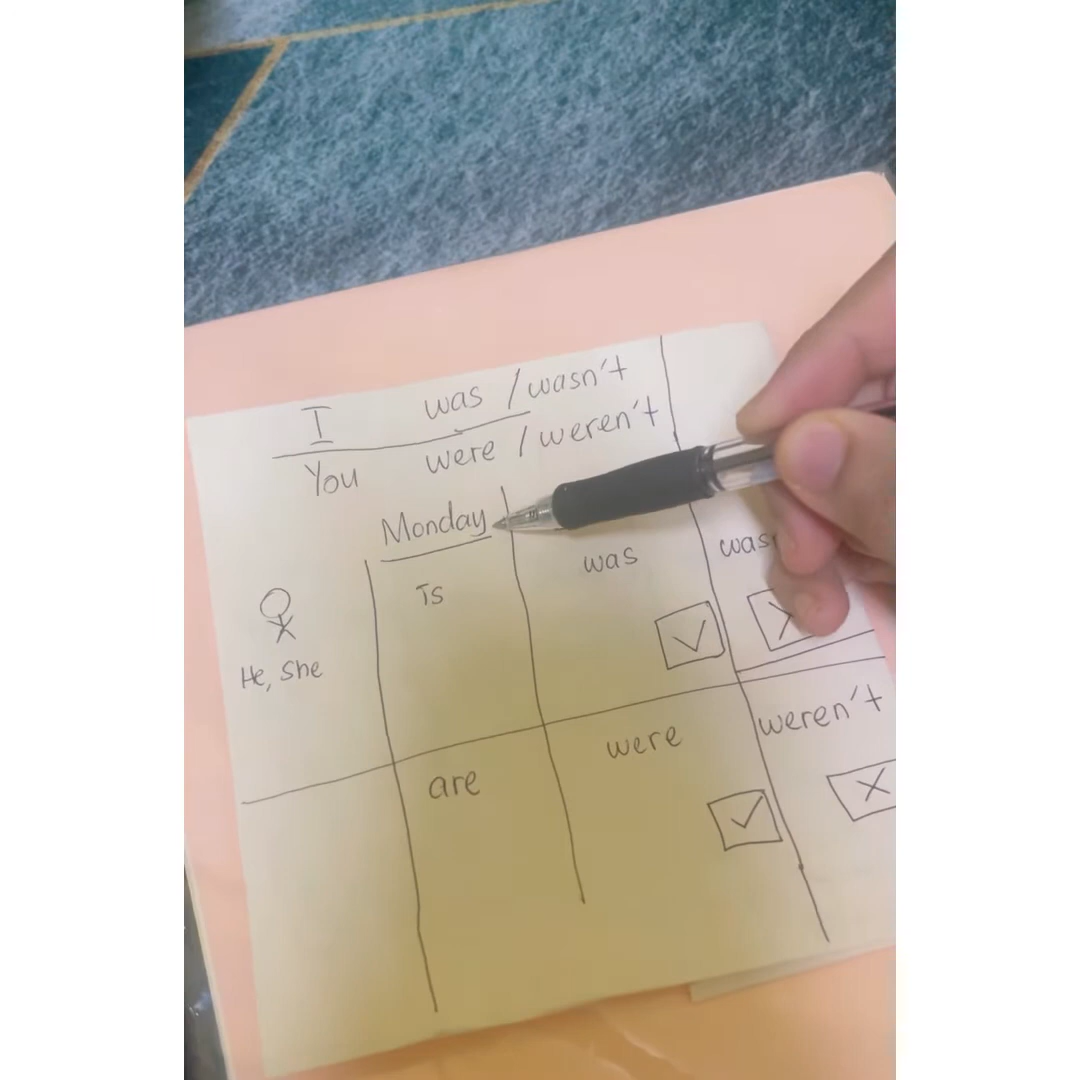 I was / wasn't
You were / weren't
Monday
is was
He, She
are were weren't